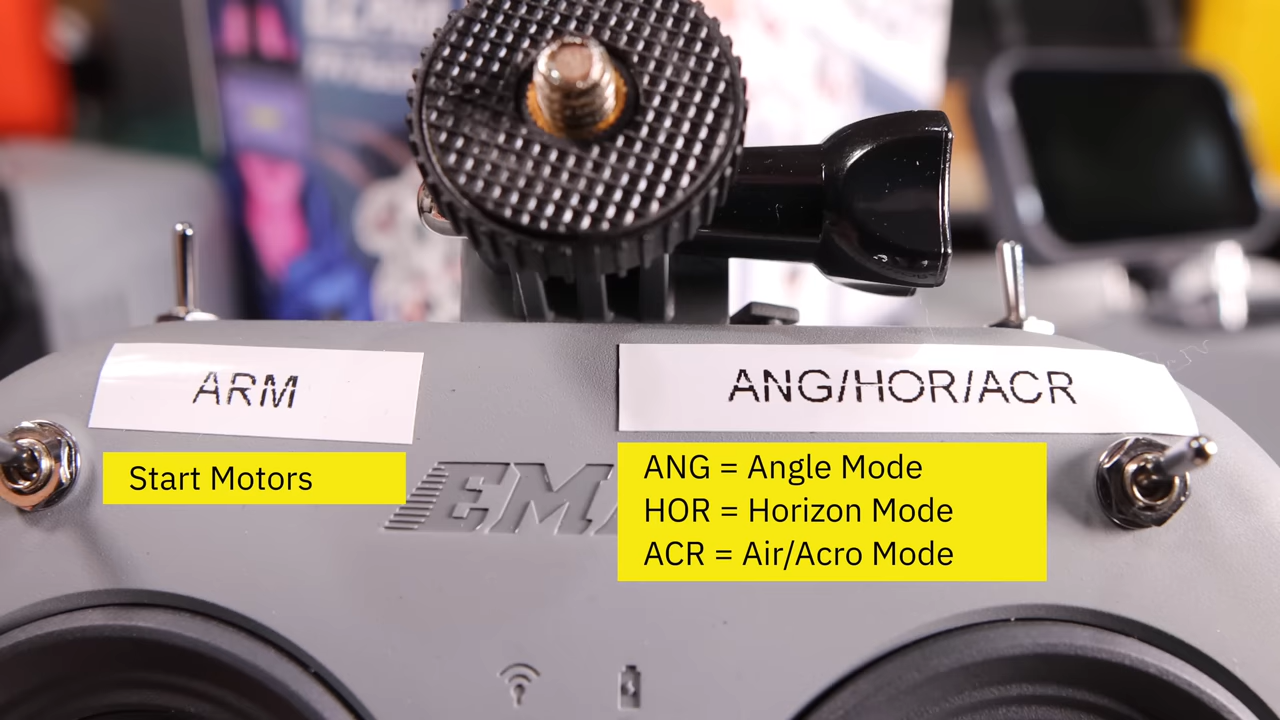 ARM
ANG/HOR/ACR
Start Motors
ANG = Angle Mode
HOR = Horizon Mode
ACR = Air/Acro Mode